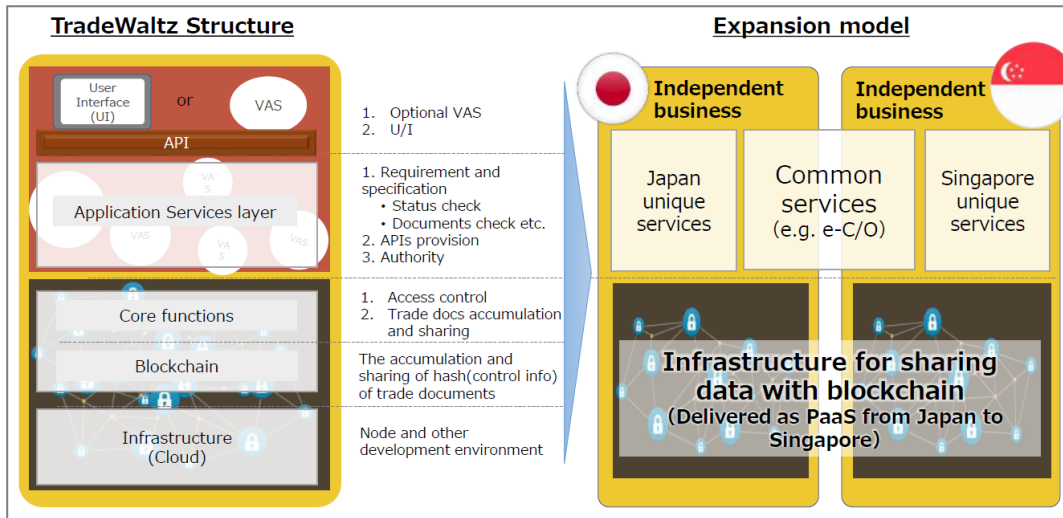 TradeWaltz Structure
User
Interface
(UI)
or
VAS
API
VA
S
Application Services layer
VAS
VA
S
VAS
Core functions
Blockchain
Infrastructure
(Cloud)
1. Optional VAS
2. U/I
1. Requirement and
specification
• Status check
• Documents check etc.
2. APIs provision
3. Authority
1. Access control
2. Trade docs accumulation
and sharing
The accumulation and
sharing of hash(control info)
of trade documents
Node and other
development environment
Expansion model
Independent
business
Independent
business
Japan
unique
services
Common
services
(e.g. e-C/O)
Singapore
unique
services
Infrastructure for sharing
data with blockchain
(Delivered as PaaS from Japan to
Singapore)